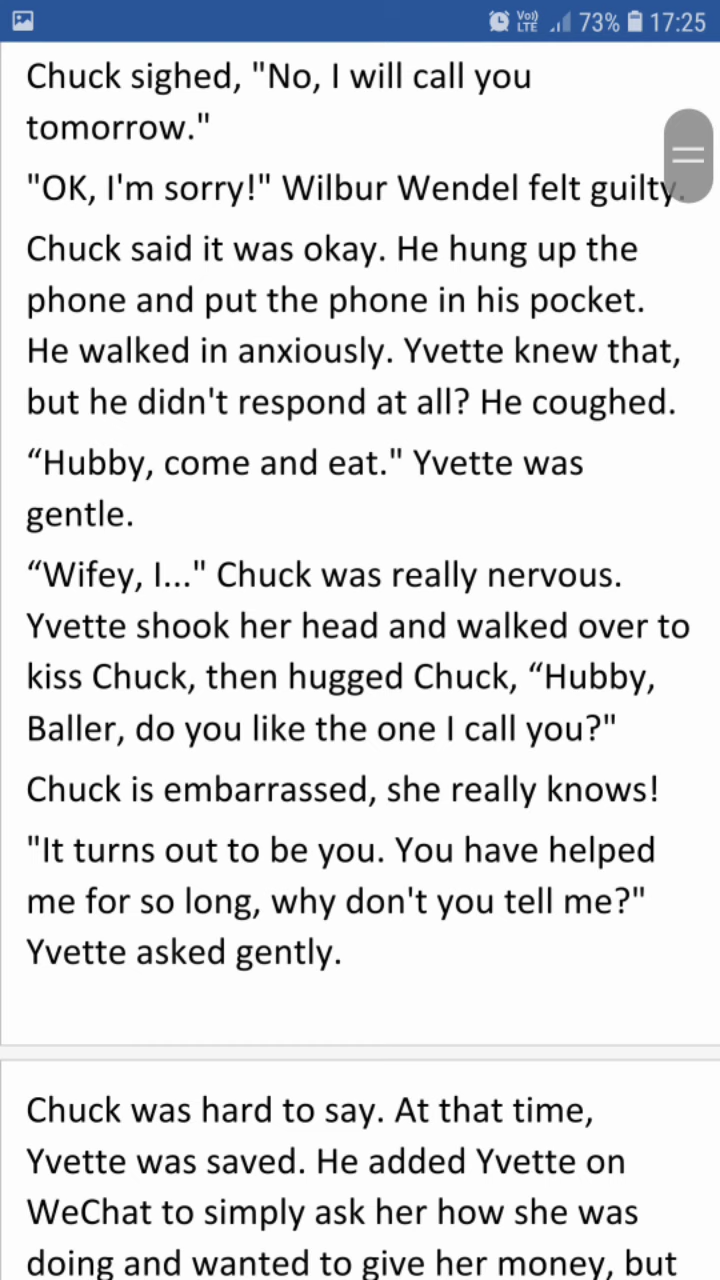 Vo))
LTE
73%
17:25
Chuck sighed, "No, I will call you
tomorrow."
"OK, I'm sorry!" Wilbur Wendel felt guilty.
Chuck said it was okay. He hung up the
phone and put the phone in his pocket.
He walked in anxiously. Yvette knew that,
but he didn't respond at all? He coughed.
“Hubby, come and eat." Yvette was
gentle.
“Wifey, I..." Chuck was really nervous.
Yvette shook her head and walked over to
kiss Chuck, then hugged Chuck, “Hubby,
Baller, do you like the one I call you?"
Chuck is embarrassed, she really knows!
"It turns out to be you. You have helped
me for so long, why don't you tell me?"
Yvette asked gently.
Chuck was hard to say. At that time,
Yvette was saved. He added Yvette on
WeChat to simply ask her how she was
doing and wanted to give her money, but